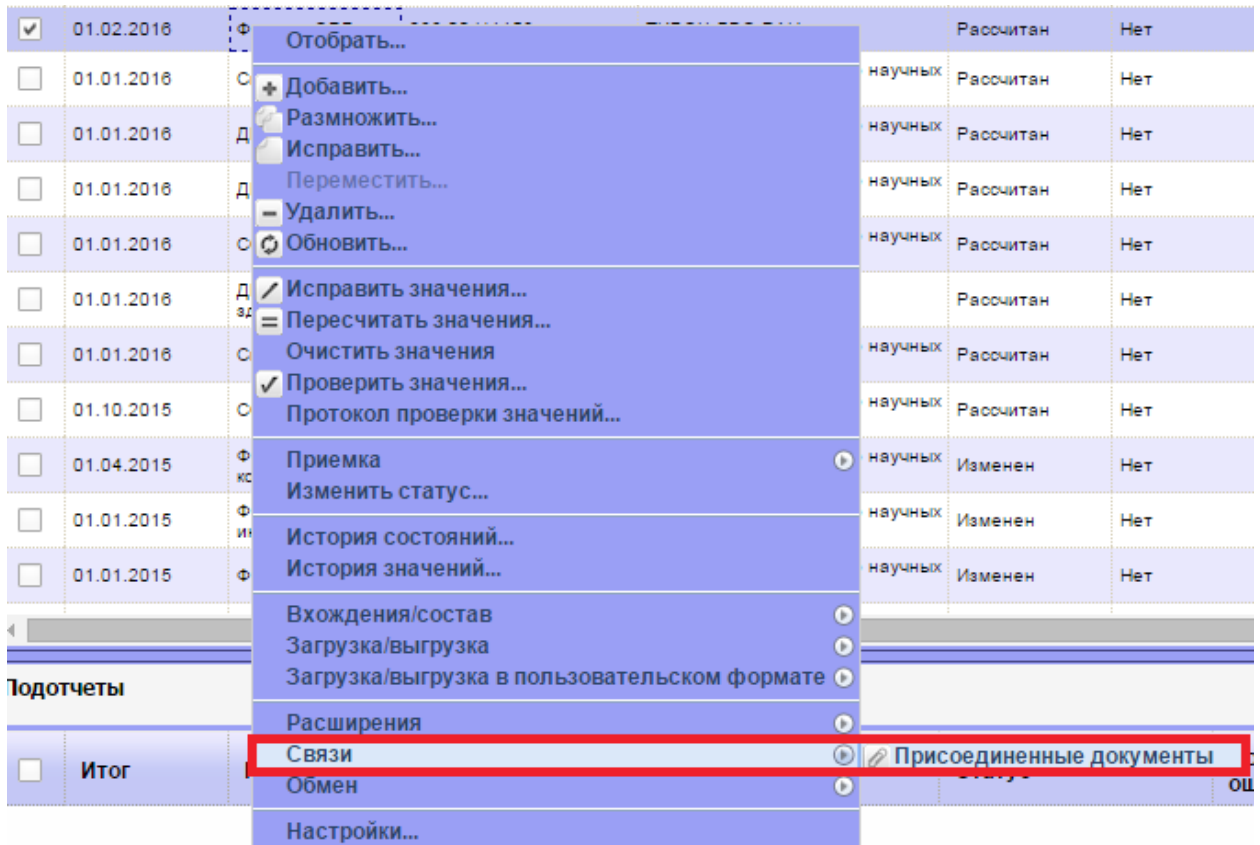 01.02.2016 Рассчитан Нет
Отобрать...
01.01.2016 научных Рассчитан Нет
Добавить...
Размножить...
01.01.2016 Д научных Рассчитан Нет
Исправить...
Переместить...
01.01.2016 Д научных Рассчитан Нет
Удалить...
01.01.2016 научных Рассчитан Нет
Обновить...
Исправить значения...
01.01.2016 Д Рассчитан Нет
Пересчитать значения...
01.01.2016 научных Рассчитан Нет
Очистить значения
Проверить значения...
01.10.2015 научных Рассчитан Нет
Протокол проверки значений...
01.04.2015 Ф научных Изменен Нет
Приемка
Изменить статус...
01.01.2015 Ф научных Изменен Нет
История состояний...
История значений...
01.01.2015 Ф научных Изменен Нет
Вхождения/состав
Загрузка/выгрузка
Загрузка/выгрузка в пользовательском формате
Подотчеты
Расширения
Связи Присоединенные документы
Итог
Обмен
Настройки...